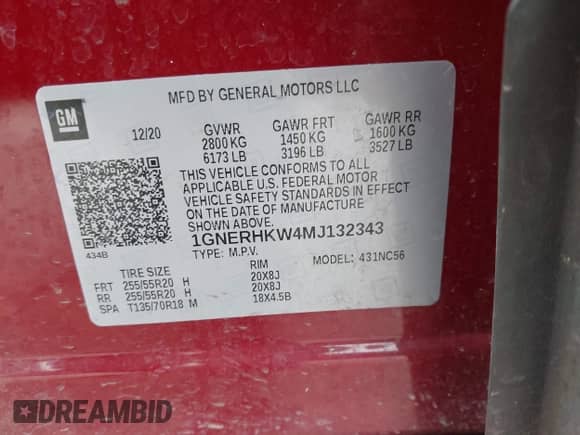 MFD BY GENERAL MOTORS LLC
GM
12/20 GVWR GAWR FRT GAWR RR
2800 KG 1450 KG 1600 KG
6173 LB 3196 LB 3527 LB
THIS VEHICLE CONFORMS TO ALL
APPLICABLE U.S. FEDERAL MOTOR
VEHICLE SAFETY STANDARDS IN EFFECT
ON THE DATE OF MANUFACTURE
SHOWN ABOVE.
1GNERHKW4MJ132343
434B
TYPE: M.P.V. MODEL: 431NC56
TIRE SIZE RIM
FRT 255/55R20 H 20X8J
RR 255/55R20 H 20X8J
SPA T135/70R18 M 18X4.5B
DREAMBID